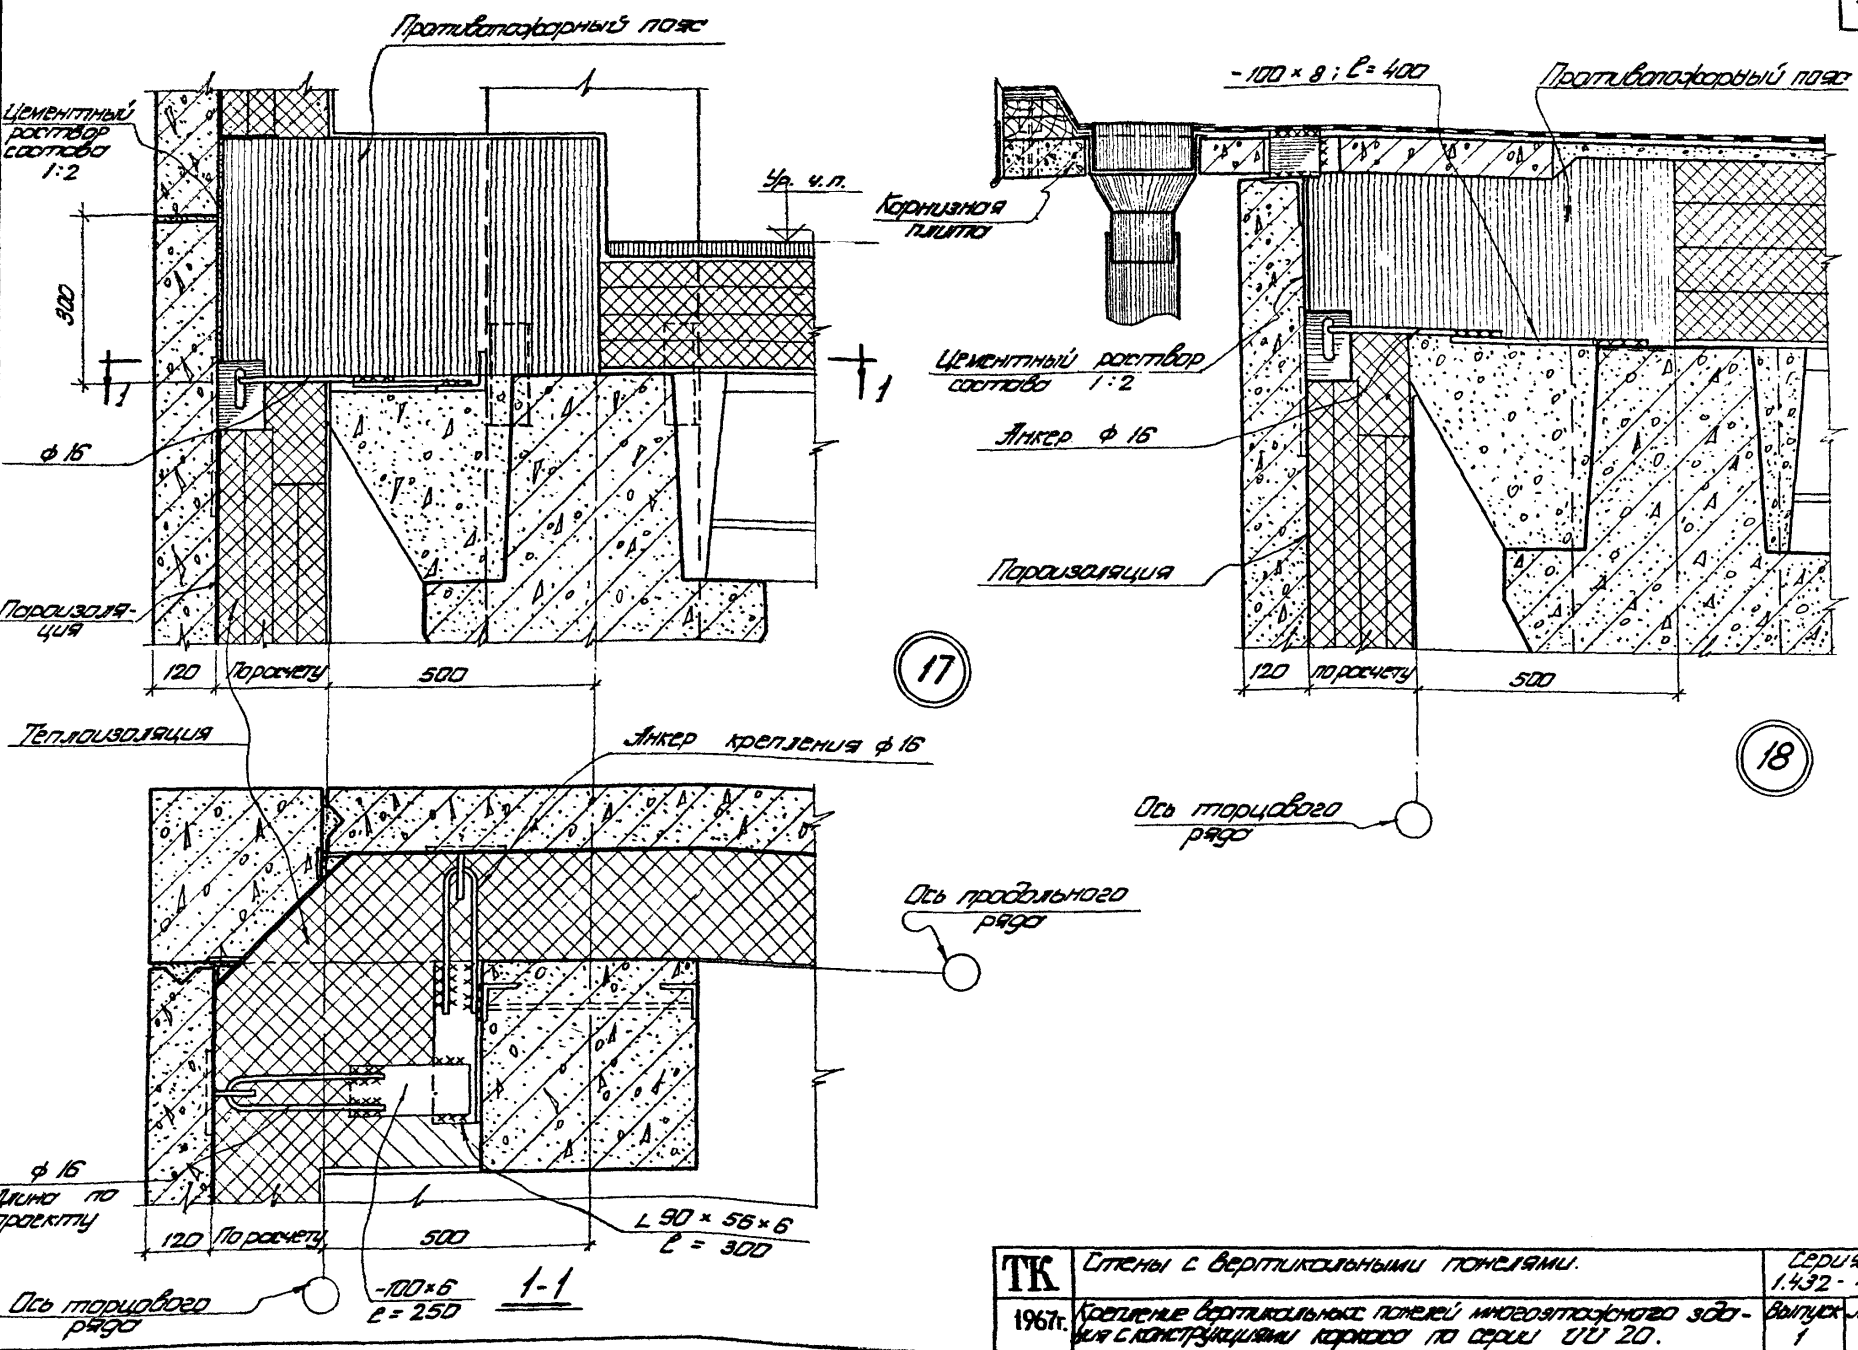 Противопожарный пояс
Цементный
раствор
состава
1:2
300
Ур. ч.п.
1
1
ф 16
Пароизоля-
ция
120
По расчету
500
17
Теплоизоляция
- 100 × 8; ℓ = 400
Противопожарный пояс
Карнизная
плита
Цементный раствор
состава 1:2
Анкер ф 16
Пароизоляция
120
по расчету
500
18
Ось торцового
ряда
Анкер крепления ф 16
Ось продольного
ряда
ф 16
длина по
проекту
120
По расчету
500
L 90 × 56 × 6
ℓ = 300
-100×6
ℓ = 250
1-1
Ось торцового
ряда
ТК
Стены с вертикальными панелями.
Серия
1.432-
1967г.
Крепление вертикальных панелей многоэтажного зда-
ния с конструкциями каркаса по серии ИИ 20.
Выпуск
1